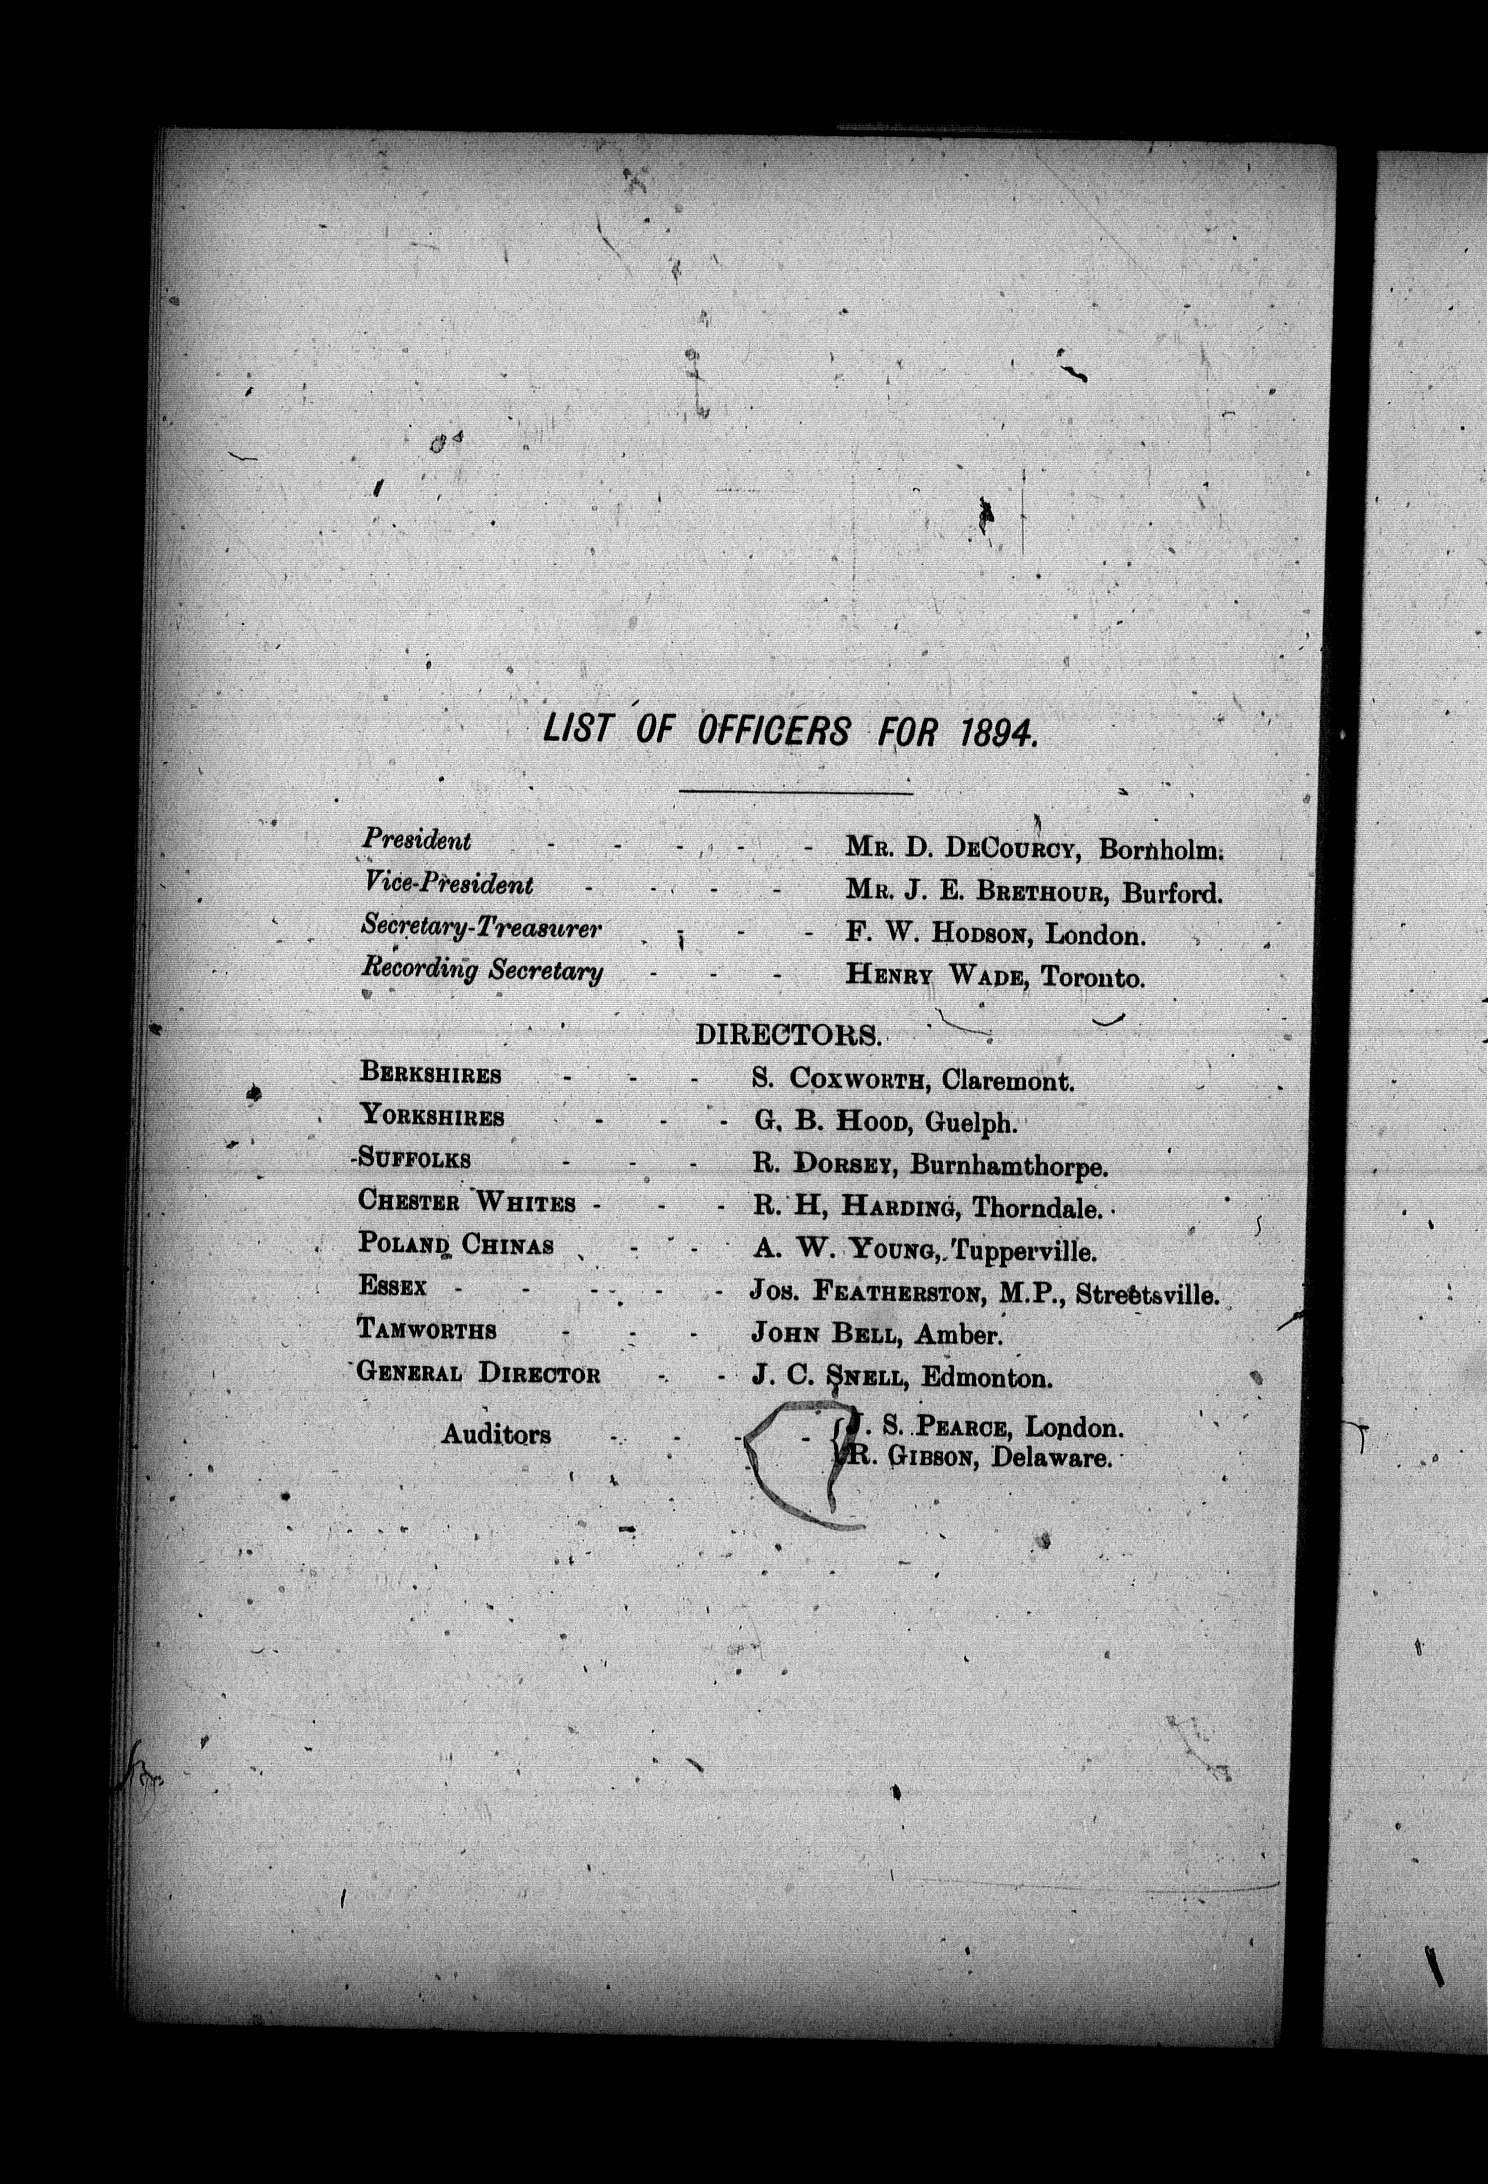 LIST OF OFFICERS FOR 1894.
President - - - - - MR. D. DECOURCY, Bornholm.
Vice-President - - - - MR. J. E. BRETHOUR, Burford.
Secretary-Treasurer - - - F. W. HODSON, London.
Recording Secretary - - - HENRY WADE, Toronto.
DIRECTORS.
BERKSHIRES - - - S. COXWORTH, Claremont.
YORKSHIRES - - - G. B. HOOD, Guelph.
SUFFOLKS - - - R. DORSEY, Burnhamthorpe.
CHESTER WHITES - - - R. H, HARDING, Thorndale.
POLAND CHINAS - - A. W. YOUNG, Tupperville.
ESSEX - - - - - JOS. FEATHERSTON, M.P., Streetsville.
TAMWORTHS - - - JOHN BELL, Amber.
GENERAL DIRECTOR - - J. C. SNELL, Edmonton.
Auditors - - - - { J. S. PEARCE, London.
R. GIBSON, Delaware.